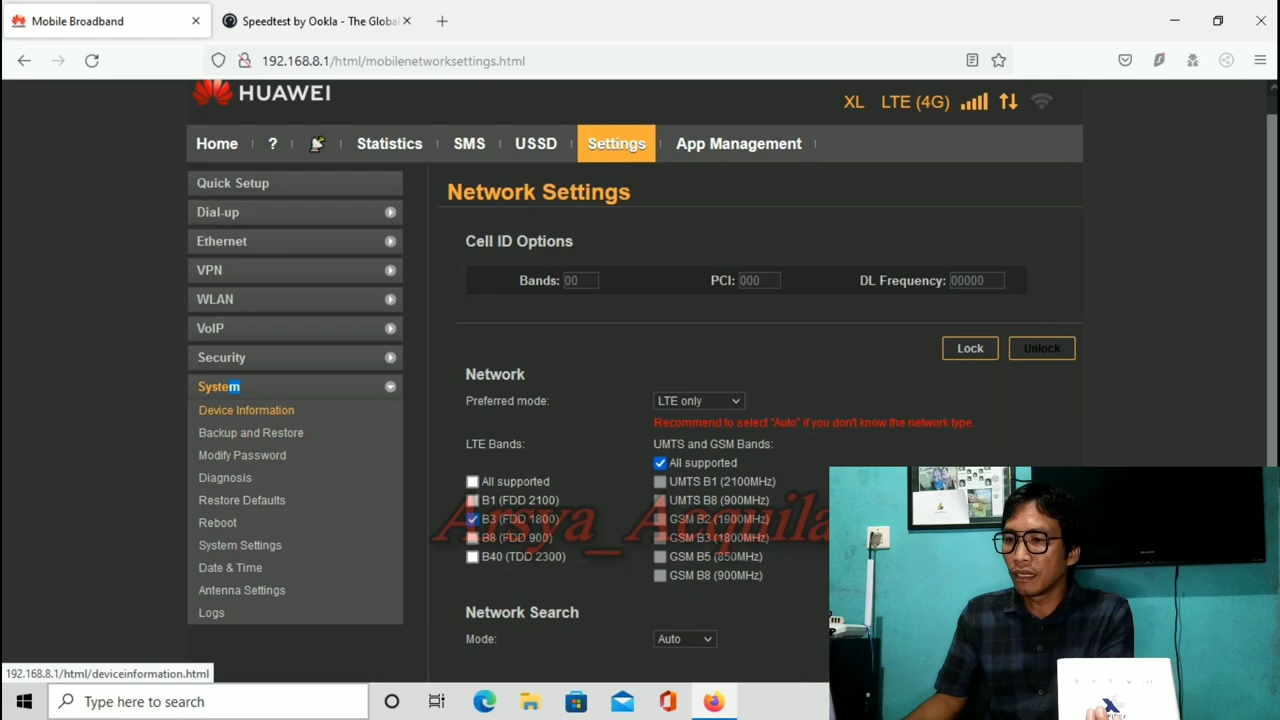 Mobile Broadband
Speedtest by Ookla - The Global
192.168.8.1/html/mobilenetworksettings.html
HUAWEI
XL LTE (4G)
Home ? Statistics SMS USSD Settings App Management
Quick Setup
Dial-up
Ethernet
VPN
WLAN
VoIP
Security
System
Device Information
Backup and Restore
Modify Password
Diagnosis
Restore Defaults
Reboot
System Settings
Date & Time
Antenna Settings
Logs
Network Settings
Cell ID Options
Bands: 00 PCI: 000 DL Frequency: 00000
Lock Unlock
Network
Preferred mode: LTE only
Recommend to select "Auto" if you don't know the network type.
LTE Bands: UMTS and GSM Bands:
All supported
All supported UMTS B1 (2100MHz)
B1 (FDD 2100) UMTS B8 (900MHz)
B3 (FDD 1800) GSM B2 (1900MHz)
B8 (FDD 900) GSM B3 (1800MHz)
B40 (TDD 2300) GSM B5 (850MHz)
GSM B8 (900MHz)
Arsya_Acquila
Network Search
Mode: Auto
192.168.8.1/html/deviceinformation.html
Type here to search